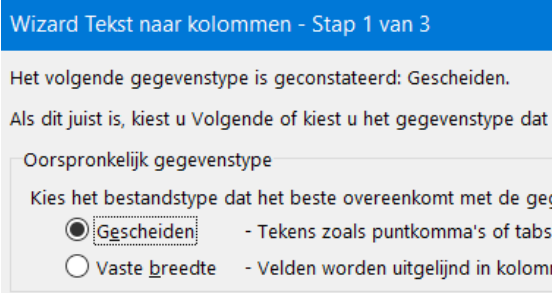 Wizard Tekst naar kolommen - Stap 1 van 3
Het volgende gegevenstype is geconstateerd: Gescheiden.
Als dit juist is, kiest u Volgende of kiest u het gegevenstype dat
Oorspronkelijk gegevenstype
Kies het bestandstype dat het beste overeenkomt met de
Gescheiden - Tekens zoals puntkomma's of tabs
Vaste breedte - Velden worden uitgelijnd in